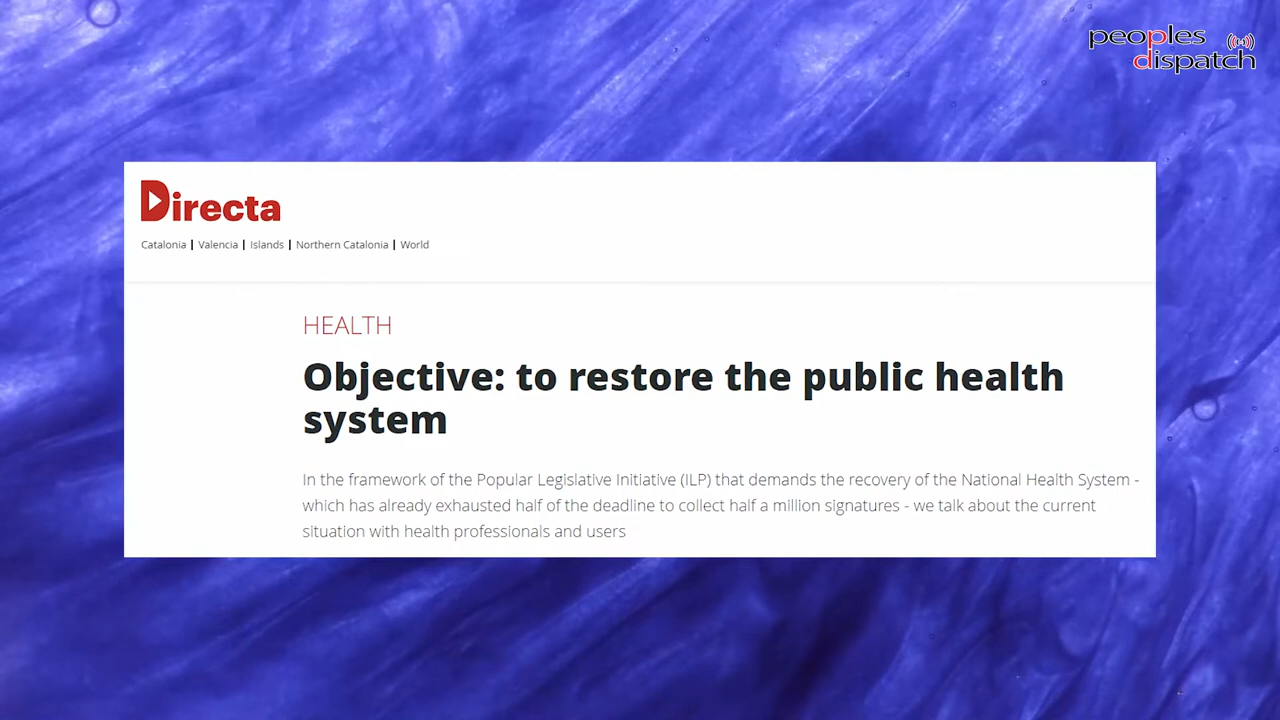 peoples
dispatch
Directa
Catalonia | Valencia | Islands | Northern Catalonia | World
HEALTH
Objective: to restore the public health
system
In the framework of the Popular Legislative Initiative (ILP) that demands the recovery of the National Health System -
which has already exhausted half of the deadline to collect half a million signatures - we talk about the current
situation with health professionals and users